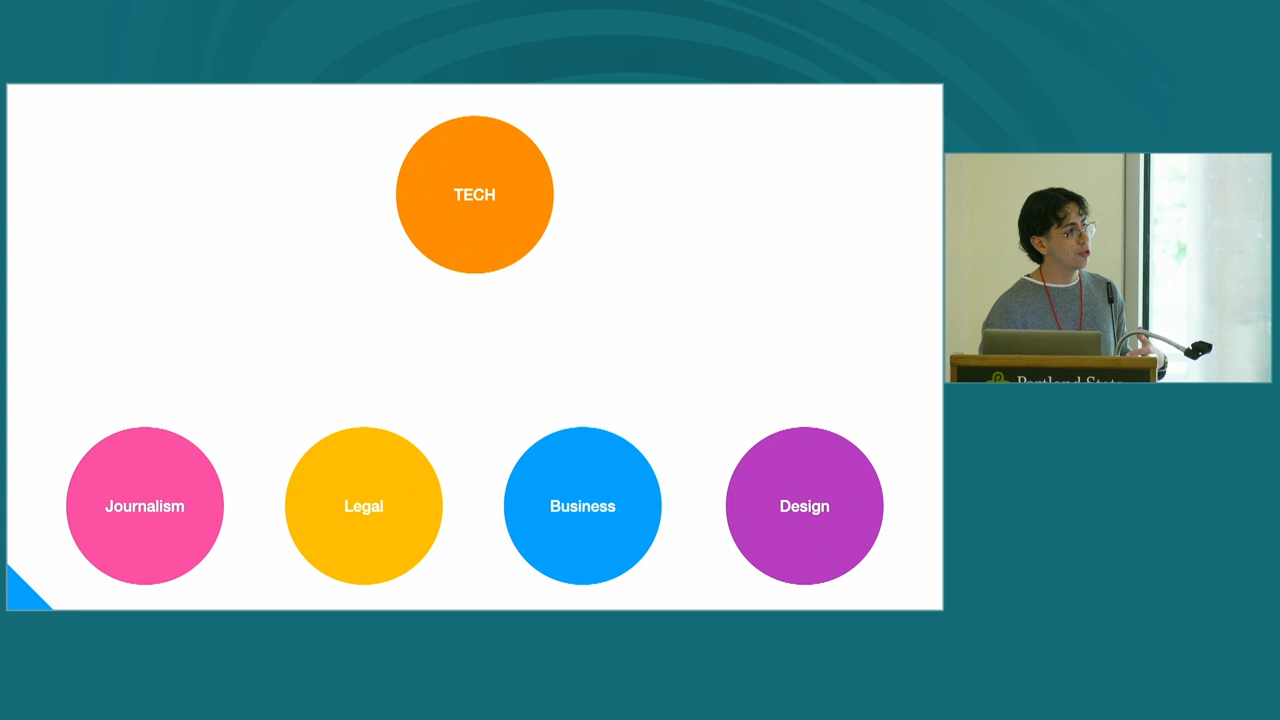 TECH
Journalism
Legal
Business
Design
Portland State